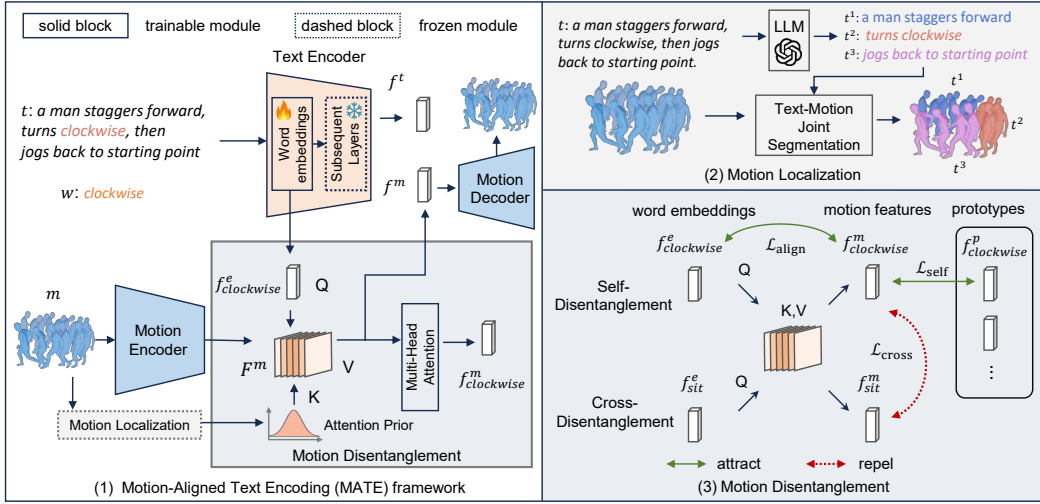 solid block
trainable module
dashed block
frozen module
Text Encoder
t: a man staggers forward,
turns clockwise, then
jogs back to starting point
w: clockwise
Word
embeddings
Subsequent
Layers
f^t
f^m
Motion
Decoder
m
Motion
Encoder
f^e_clockwise
Q
F^m
V
K
Multi-Head
Attention
f^m_clockwise
Motion Localization
Attention Prior
Motion Disentanglement
(1) Motion-Aligned Text Encoding (MATE) framework
t: a man staggers forward,
turns clockwise, then jogs
back to starting point.
LLM
t^1: a man staggers forward
t^2: turns clockwise
t^3: jogs back to starting point
Text-Motion
Joint
Segmentation
t^1
t^2
t^3
(2) Motion Localization
word embeddings
motion features
prototypes
f^e_clockwise
L_align
f^m_clockwise
f^p_clockwise
Q
L_self
Self-
Disentanglement
K,V
L_cross
f^e_sit
Q
f^m_sit
Cross-
Disentanglement
⋮
attract
repel
(3) Motion Disentanglement